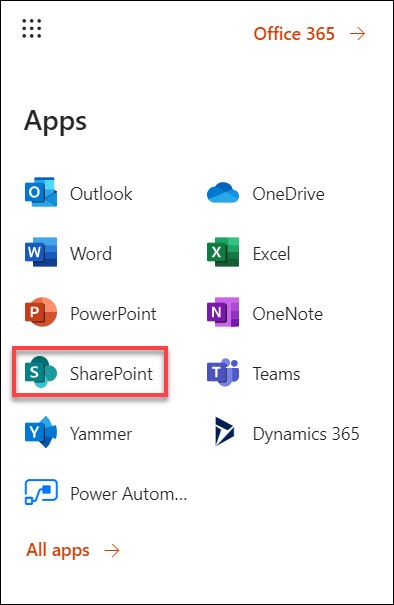 Office 365 →
Apps
Outlook OneDrive
Word Excel
PowerPoint OneNote
SharePoint Teams
Yammer Dynamics 365
Power Autom...
All apps →